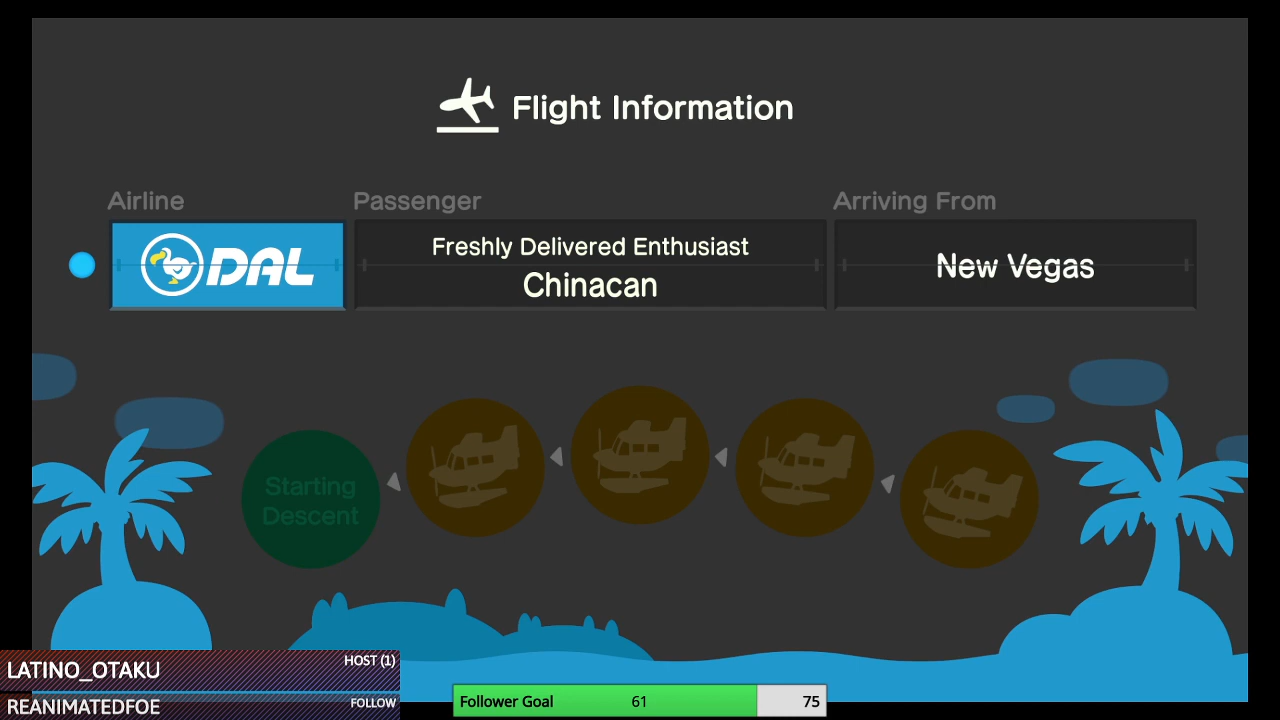 Flight Information
Airline
Passenger
Arriving From
DAL
Freshly Delivered Enthusiast
Chinacan
New Vegas
Starting
Descent
LATINO_OTAKU
HOST (1)
REANIMATEDFOE
FOLLOW
Follower Goal
61
75